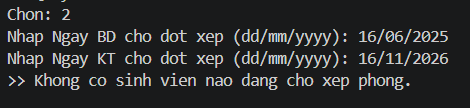 Chon: 2
Nhap Ngay BD cho dot xep (dd/mm/yyyy): 16/06/2025
Nhap Ngay KT cho dot xep (dd/mm/yyyy): 16/11/2026
>> Khong co sinh vien nao dang cho xep phong.